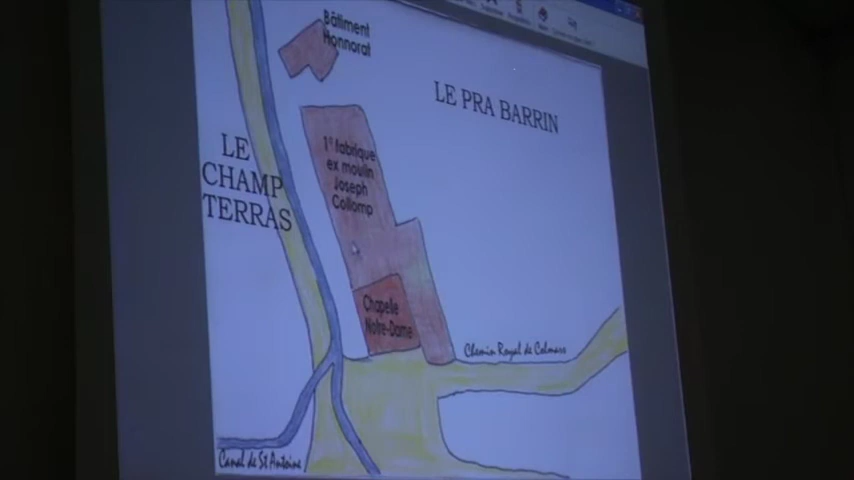 Bâtiment
Honnorat
LE PRA BARRIN
LE
CHAMP
TERRAS
1° fabrique
ex moulin
Joseph
Collomp
Chapelle
Notre-Dame
Chemin Royal de Colmars
Canal de St Antoine